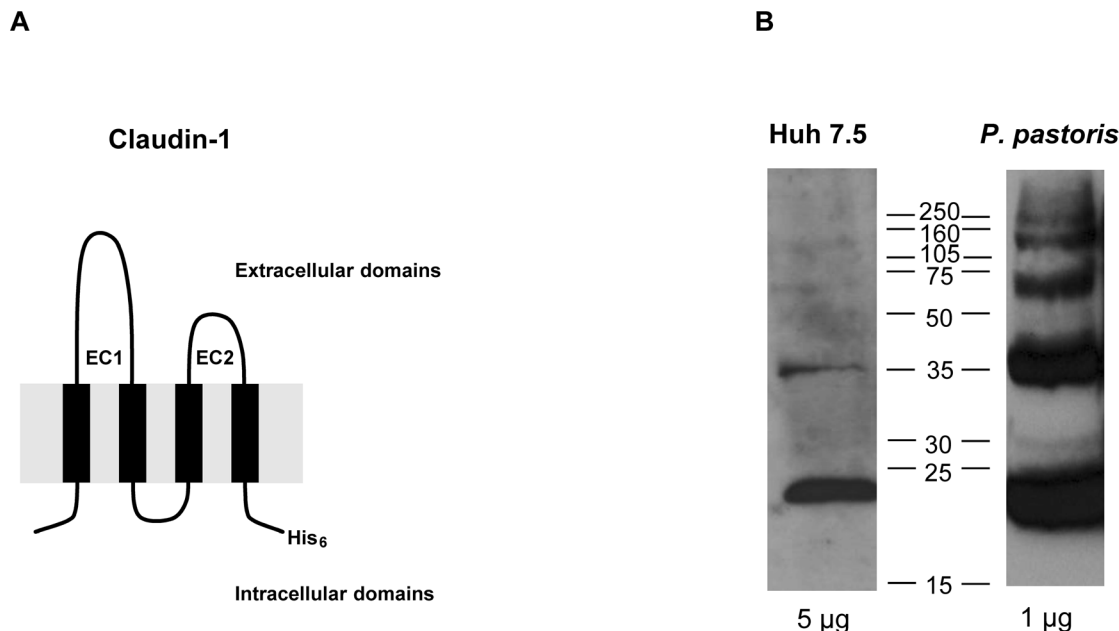 A
B
Claudin-1
Huh 7.5
P. pastoris
Extracellular domains
EC1
EC2
His6
Intracellular domains
250
160
105
75
50
35
30
25
15
5 µg
1 µg